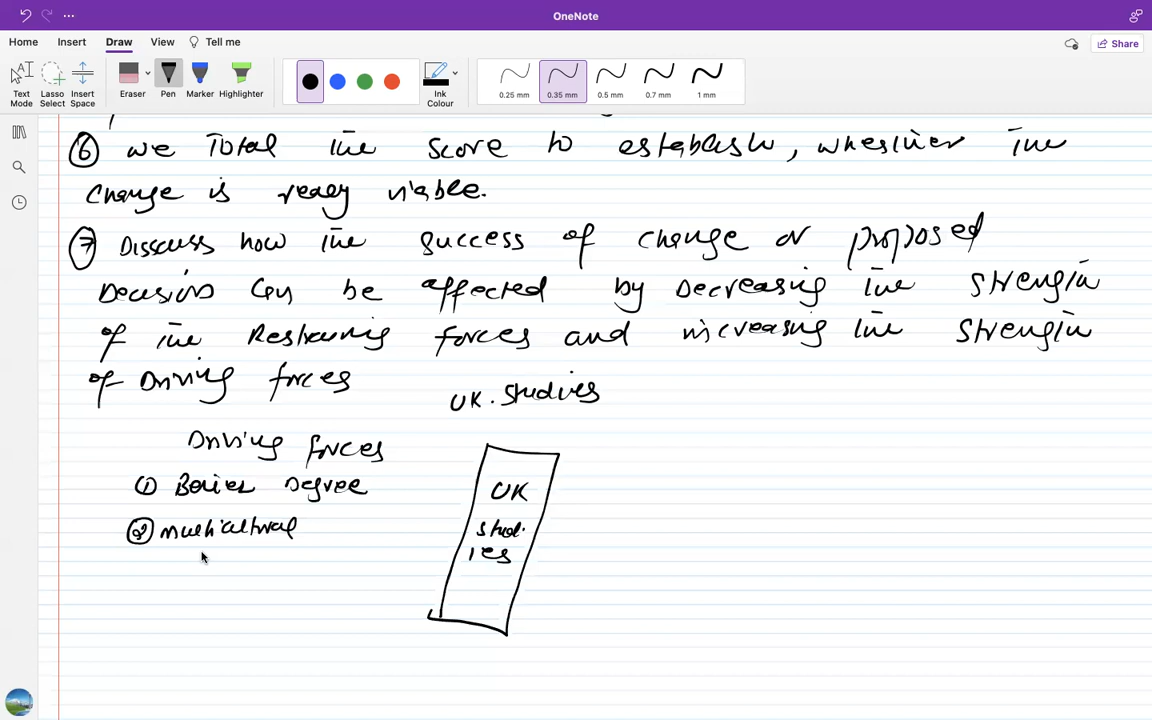 OneNote
Home Insert Draw View Tell me
Share
Text Mode
Lasso Select
Insert Space
Eraser
Pen
Marker
Highlighter
Ink Colour
0.25 mm
0.35 mm
0.5 mm
0.7 mm
1 mm
⑥ we Total the score to establish, whether the
change is really viable.
⑦ Discuss how the success of change or proposed
Decision can be affected by Decreasing the strength
of the Restraining forces and increasing the strength
of Driving forces
UK. Studies
Driving forces
① Better Degree
② multicultural
UK
stud.
ies